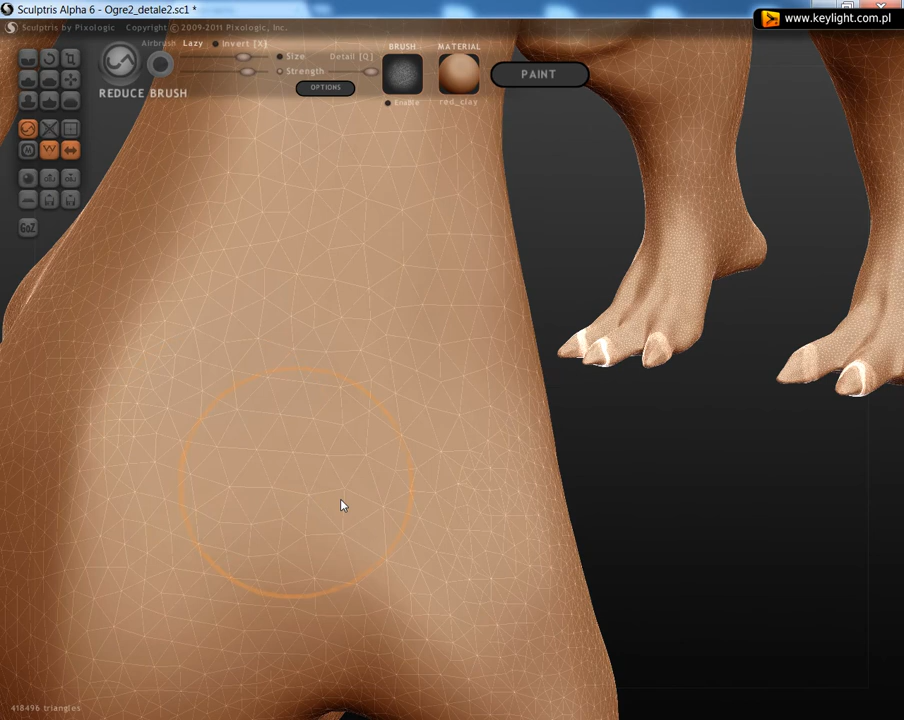 Sculptris Alpha 6 - Ogre2_detale2.sc1 *
www.keylight.com.pl
Sculptris by Pixologic Copyright © 2009-2011 Pixologic, Inc.
Airbrush Lazy Invert [X]
BRUSH
MATERIAL
Size Detail [Q]
Strength
PAINT
OPTIONS
REDUCE BRUSH
Enable
red_clay
GoZ
418496 triangles